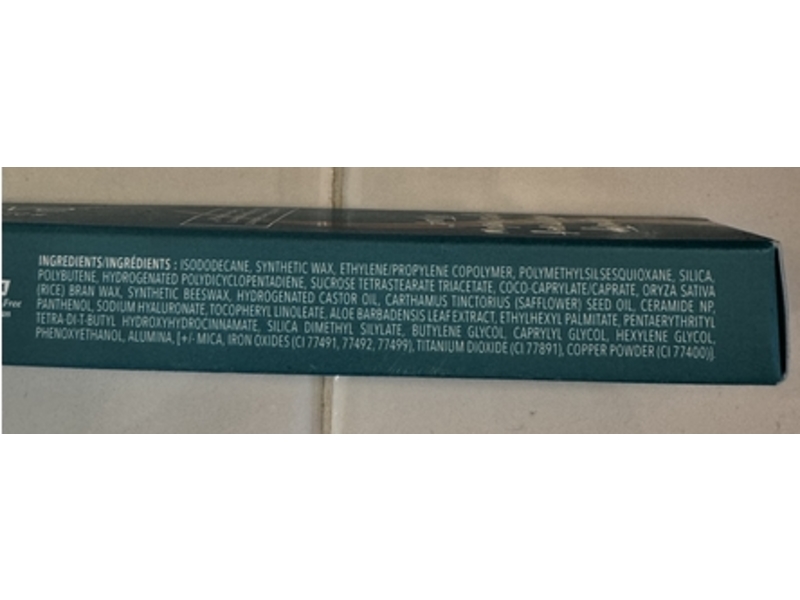 INGREDIENTS/INGRÉDIENTS : ISODODECANE, SYNTHETIC WAX, ETHYLENE/PROPYLENE COPOLYMER, POLYMETHYLSILSESQUIOXANE, SILICA,
POLYBUTENE, HYDROGENATED POLYDICYCLOPENTADIENE, SUCROSE TETRASTEARATE TRIACETATE, COCO-CAPRYLATE/CAPRATE, ORYZA SATIVA
(RICE) BRAN WAX, SYNTHETIC BEESWAX, HYDROGENATED CASTOR OIL, CARTHAMUS TINCTORIUS (SAFFLOWER) SEED OIL, CERAMIDE NP,
PANTHENOL, SODIUM HYALURONATE, TOCOPHERYL LINOLEATE, ALOE BARBADENSIS LEAF EXTRACT, ETHYLHEXYL PALMITATE, PENTAERYTHRITYL
TETRA-DI-T-BUTYL HYDROXYHYDROCINNAMATE, SILICA DIMETHYL SILYLATE, BUTYLENE GLYCOL, CAPRYLYL GLYCOL, HEXYLENE GLYCOL,
PHENOXYETHANOL, ALUMINA, [+/- MICA, IRON OXIDES (CI 77491, 77492, 77499), TITANIUM DIOXIDE (CI 77891), COPPER POWDER (CI 77400)].
Free